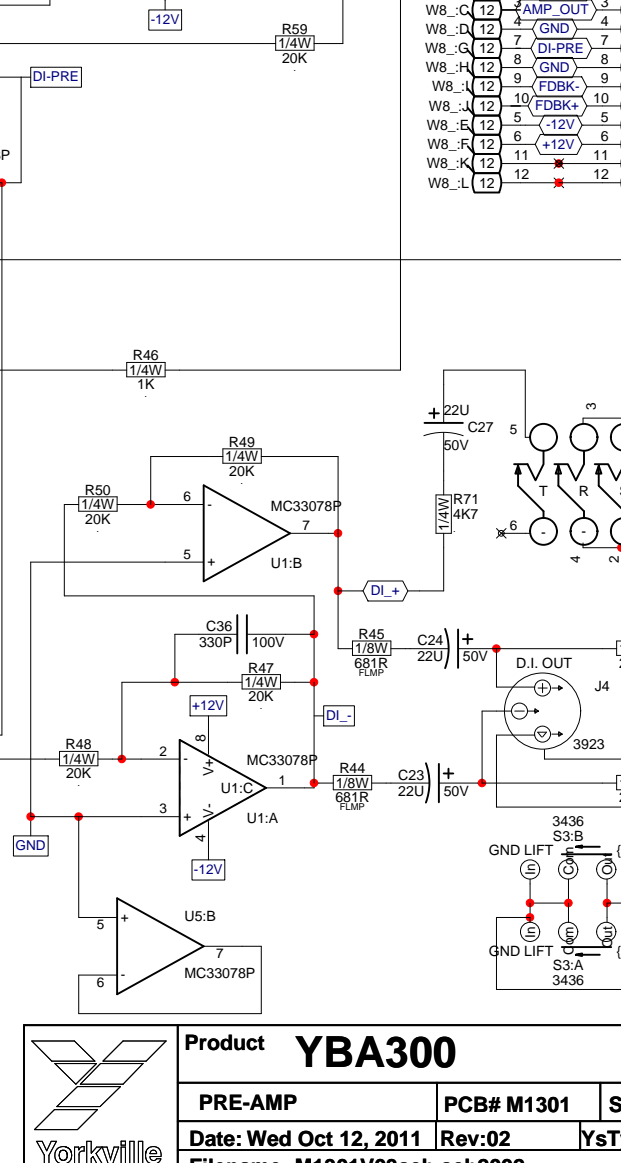 -12V
R59
1/4W
20K
DI-PRE
P
W8_:C 12 3 AMP_OUT 3
W8_:D 12 4 GND 4
W8_:G 12 7 DI-PRE 7
W8_:H 12 8 GND 8
W8_:I 12 9 FDBK- 9
W8_:J 12 10 FDBK+ 10
W8_:E 12 5 -12V 5
W8_:F 12 6 +12V 6
W8_:K 12 11 11
W8_:L 12 12 12
R46
1/4W
1K
+ 22U
C27
50V
5
3
T
R
R71
1/4W
4K7
6
-
-
4
2
R49
1/4W
20K
R50
1/4W
20K
6
-
MC33078P
7
5
+
U1:B
DI_+
C36
330P
100V
R45
1/8W
681R
FLMP
C24
22U
+
50V
D.I. OUT
J4
3923
R47
1/4W
20K
+12V
DI_-
R48
1/4W
20K
2
-
8
V+
MC33078P
U1:C
1
U1:A
3
+
V-
4
-12V
R44
1/8W
681R
FLMP
C23
22U
+
50V
GND
3436
S3:B
GND LIFT
In
Com
Out
{
In
Com
Out
GND LIFT
{
S3:A
3436
U5:B
5
+
7
MC33078P
6
-
Product YBA300
PRE-AMP
PCB# M1301
S
Date: Wed Oct 12, 2011
Rev:02
YsT
Yorkville